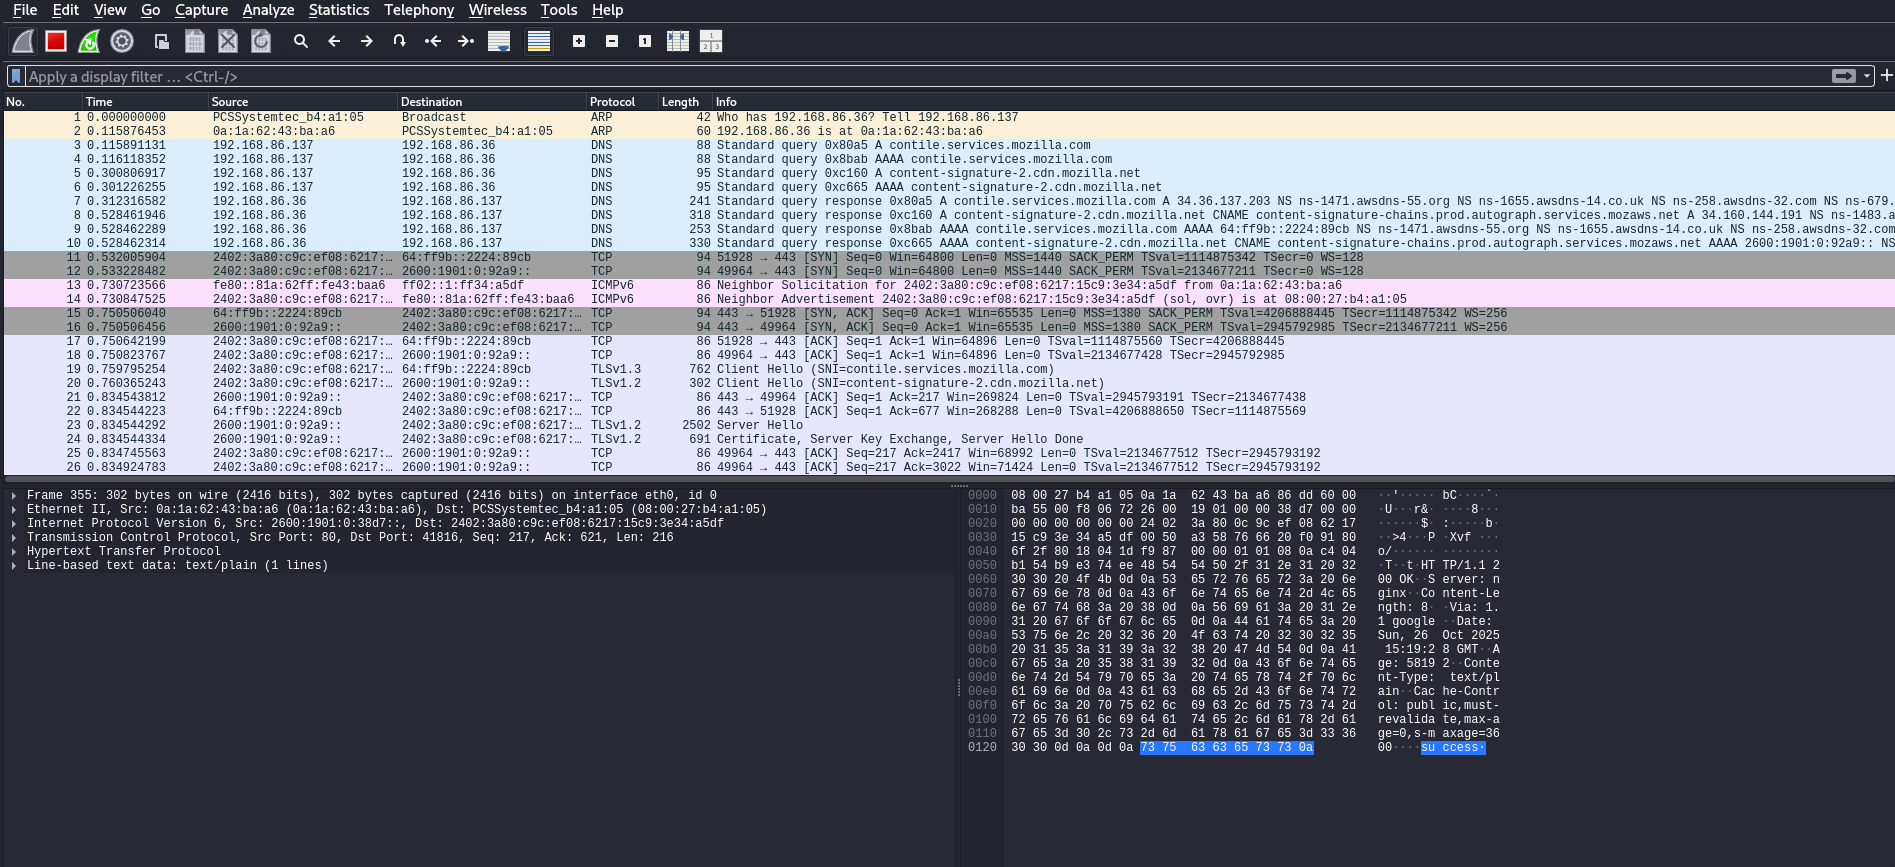 File Edit View Go Capture Analyze Statistics Telephony Wireless Tools Help
Apply a display filter … <Ctrl-/>
No. Time Source Destination Protocol Length Info
1 0.000000000 PCSSystemtec_b4:a1:05 Broadcast ARP 42 Who has 192.168.86.36? Tell 192.168.86.137
2 0.115876453 0a:1a:62:43:ba:a6 PCSSystemtec_b4:a1:05 ARP 60 192.168.86.36 is at 0a:1a:62:43:ba:a6
3 0.115891131 192.168.86.137 192.168.86.36 DNS 88 Standard query 0x80a5 A contile.services.mozilla.com
4 0.116118352 192.168.86.137 192.168.86.36 DNS 88 Standard query 0x8bab AAAA contile.services.mozilla.com
5 0.300806917 192.168.86.137 192.168.86.36 DNS 95 Standard query 0xc160 A content-signature-2.cdn.mozilla.net
6 0.301226255 192.168.86.137 192.168.86.36 DNS 95 Standard query 0xc665 AAAA content-signature-2.cdn.mozilla.net
7 0.312316582 192.168.86.36 192.168.86.137 DNS 241 Standard query response 0x80a5 A contile.services.mozilla.com A 34.36.137.203 NS ns-1471.awsdns-55.org NS ns-1655.awsdns-14.co.uk NS ns-258.awsdns-32.com NS ns-679.
8 0.528461946 192.168.86.36 192.168.86.137 DNS 318 Standard query response 0xc160 A content-signature-2.cdn.mozilla.net CNAME content-signature-chains.prod.autograph.services.mozaws.net A 34.160.144.191 NS ns-1483.a
9 0.528462289 192.168.86.36 192.168.86.137 DNS 253 Standard query response 0x8bab AAAA contile.services.mozilla.com AAAA 64:ff9b::2224:89cb NS ns-1471.awsdns-55.org NS ns-1655.awsdns-14.co.uk NS ns-258.awsdns-32.com
10 0.528462314 192.168.86.36 192.168.86.137 DNS 330 Standard query response 0xc665 AAAA content-signature-2.cdn.mozilla.net CNAME content-signature-chains.prod.autograph.services.mozaws.net AAAA 2600:1901:0:92a9:: NS
11 0.532005904 2402:3a80:c9c:ef08:6217:… 64:ff9b::2224:89cb TCP 94 51928 → 443 [SYN] Seq=0 Win=64800 Len=0 MSS=1440 SACK_PERM TSval=1114875342 TSecr=0 WS=128
12 0.533228482 2402:3a80:c9c:ef08:6217:… 2600:1901:0:92a9:: TCP 94 49964 → 443 [SYN] Seq=0 Win=64800 Len=0 MSS=1440 SACK_PERM TSval=2134677211 TSecr=0 WS=128
13 0.730723566 fe80::81a:62ff:fe43:baa6 ff02::1:ff34:a5df ICMPv6 86 Neighbor Solicitation for 2402:3a80:c9c:ef08:6217:15c9:3e34:a5df from 0a:1a:62:43:ba:a6
14 0.730847525 2402:3a80:c9c:ef08:6217:… fe80::81a:62ff:fe43:baa6 ICMPv6 86 Neighbor Advertisement 2402:3a80:c9c:ef08:6217:15c9:3e34:a5df (sol, ovr) is at 08:00:27:b4:a1:05
15 0.750506040 64:ff9b::2224:89cb 2402:3a80:c9c:ef08:6217:… TCP 94 443 → 51928 [SYN, ACK] Seq=0 Ack=1 Win=65535 Len=0 MSS=1380 SACK_PERM TSval=4206888445 TSecr=1114875342 WS=256
16 0.750506456 2600:1901:0:92a9:: 2402:3a80:c9c:ef08:6217:… TCP 94 443 → 49964 [SYN, ACK] Seq=0 Ack=1 Win=65535 Len=0 MSS=1380 SACK_PERM TSval=2945792985 TSecr=2134677211 WS=256
17 0.750642199 2402:3a80:c9c:ef08:6217:… 64:ff9b::2224:89cb TCP 86 51928 → 443 [ACK] Seq=1 Ack=1 Win=64896 Len=0 TSval=1114875560 TSecr=4206888445
18 0.750823767 2402:3a80:c9c:ef08:6217:… 2600:1901:0:92a9:: TCP 86 49964 → 443 [ACK] Seq=1 Ack=1 Win=64896 Len=0 TSval=2134677428 TSecr=2945792985
19 0.759795254 2402:3a80:c9c:ef08:6217:… 64:ff9b::2224:89cb TLSv1.3 762 Client Hello (SNI=contile.services.mozilla.com)
20 0.760365243 2402:3a80:c9c:ef08:6217:… 2600:1901:0:92a9:: TLSv1.2 302 Client Hello (SNI=content-signature-2.cdn.mozilla.net)
21 0.834543812 2600:1901:0:92a9:: 2402:3a80:c9c:ef08:6217:… TCP 86 443 → 49964 [ACK] Seq=1 Ack=217 Win=269824 Len=0 TSval=2945793191 TSecr=2134677438
22 0.834544223 64:ff9b::2224:89cb 2402:3a80:c9c:ef08:6217:… TCP 86 443 → 51928 [ACK] Seq=1 Ack=677 Win=268288 Len=0 TSval=4206888650 TSecr=1114875569
23 0.834544292 2600:1901:0:92a9:: 2402:3a80:c9c:ef08:6217:… TLSv1.2 2502 Server Hello
24 0.834544334 2600:1901:0:92a9:: 2402:3a80:c9c:ef08:6217:… TLSv1.2 691 Certificate, Server Key Exchange, Server Hello Done
25 0.834745563 2402:3a80:c9c:ef08:6217:… 2600:1901:0:92a9:: TCP 86 49964 → 443 [ACK] Seq=217 Ack=2417 Win=68992 Len=0 TSval=2134677512 TSecr=2945793192
26 0.834924783 2402:3a80:c9c:ef08:6217:… 2600:1901:0:92a9:: TCP 86 49964 → 443 [ACK] Seq=217 Ack=3022 Win=71424 Len=0 TSval=2134677512 TSecr=2945793192
Frame 355: 302 bytes on wire (2416 bits), 302 bytes captured (2416 bits) on interface eth0, id 0
Ethernet II, Src: 0a:1a:62:43:ba:a6 (0a:1a:62:43:ba:a6), Dst: PCSSystemtec_b4:a1:05 (08:00:27:b4:a1:05)
Internet Protocol Version 6, Src: 2600:1901:0:38d7::, Dst: 2402:3a80:c9c:ef08:6217:15c9:3e34:a5df
Transmission Control Protocol, Src Port: 80, Dst Port: 41816, Seq: 217, Ack: 621, Len: 216
Hypertext Transfer Protocol
Line-based text data: text/plain (1 lines)
0000 08 00 27 b4 a1 05 0a 1a 62 43 ba a6 86 dd 60 00 ··'····· bC····`·
0010 ba 55 00 f8 06 72 26 00 19 01 00 00 38 d7 00 00 ·U···r&· ····8···
0020 00 00 00 00 00 00 24 02 3a 80 0c 9c ef 08 62 17 ······$· :·····b·
0030 15 c9 3e 34 a5 df 00 50 a3 58 76 66 20 f0 91 80 ··>4···P ·Xvf ···
0040 6f 2f 80 18 04 1d f9 87 00 00 01 01 08 0a c4 04 o/······ ········
0050 b1 54 b9 e3 74 ee 48 54 54 50 2f 31 2e 31 20 32 ·T··t·HT TP/1.1 2
0060 30 30 20 4f 4b 0d 0a 53 65 72 76 65 72 3a 20 6e 00 OK··S erver: n
0070 67 69 6e 78 0d 0a 43 6f 6e 74 65 6e 74 2d 4c 65 ginx··Co ntent-Le
0080 6e 67 74 68 3a 20 38 0d 0a 56 69 61 3a 20 31 2e ngth: 8· ·Via: 1.
0090 31 20 67 6f 6f 67 6c 65 0d 0a 44 61 74 65 3a 20 1 google ··Date:
00a0 53 75 6e 2c 20 32 36 20 4f 63 74 20 32 30 32 35 Sun, 26 Oct 2025
00b0 20 31 35 3a 31 39 3a 32 38 20 47 4d 54 0d 0a 41 15:19:2 8 GMT··A
00c0 67 65 3a 20 35 38 31 39 32 0d 0a 43 6f 6e 74 65 ge: 5819 2··Conte
00d0 6e 74 2d 54 79 70 65 3a 20 74 65 78 74 2f 70 6c nt-Type: text/pl
00e0 61 69 6e 0d 0a 43 61 63 68 65 2d 43 6f 6e 74 72 ain··Cac he-Contr
00f0 6f 6c 3a 20 70 75 62 6c 69 63 2c 6d 75 73 74 2d ol: publ ic,must-
0100 72 65 76 61 6c 69 64 61 74 65 2c 6d 61 78 2d 61 revalida te,max-a
0110 67 65 3d 30 2c 73 2d 6d 61 78 61 67 65 3d 33 36 ge=0,s-m axage=36
0120 30 30 0d 0a 0d 0a 73 75 63 63 65 73 73 0a 00····su ccess·